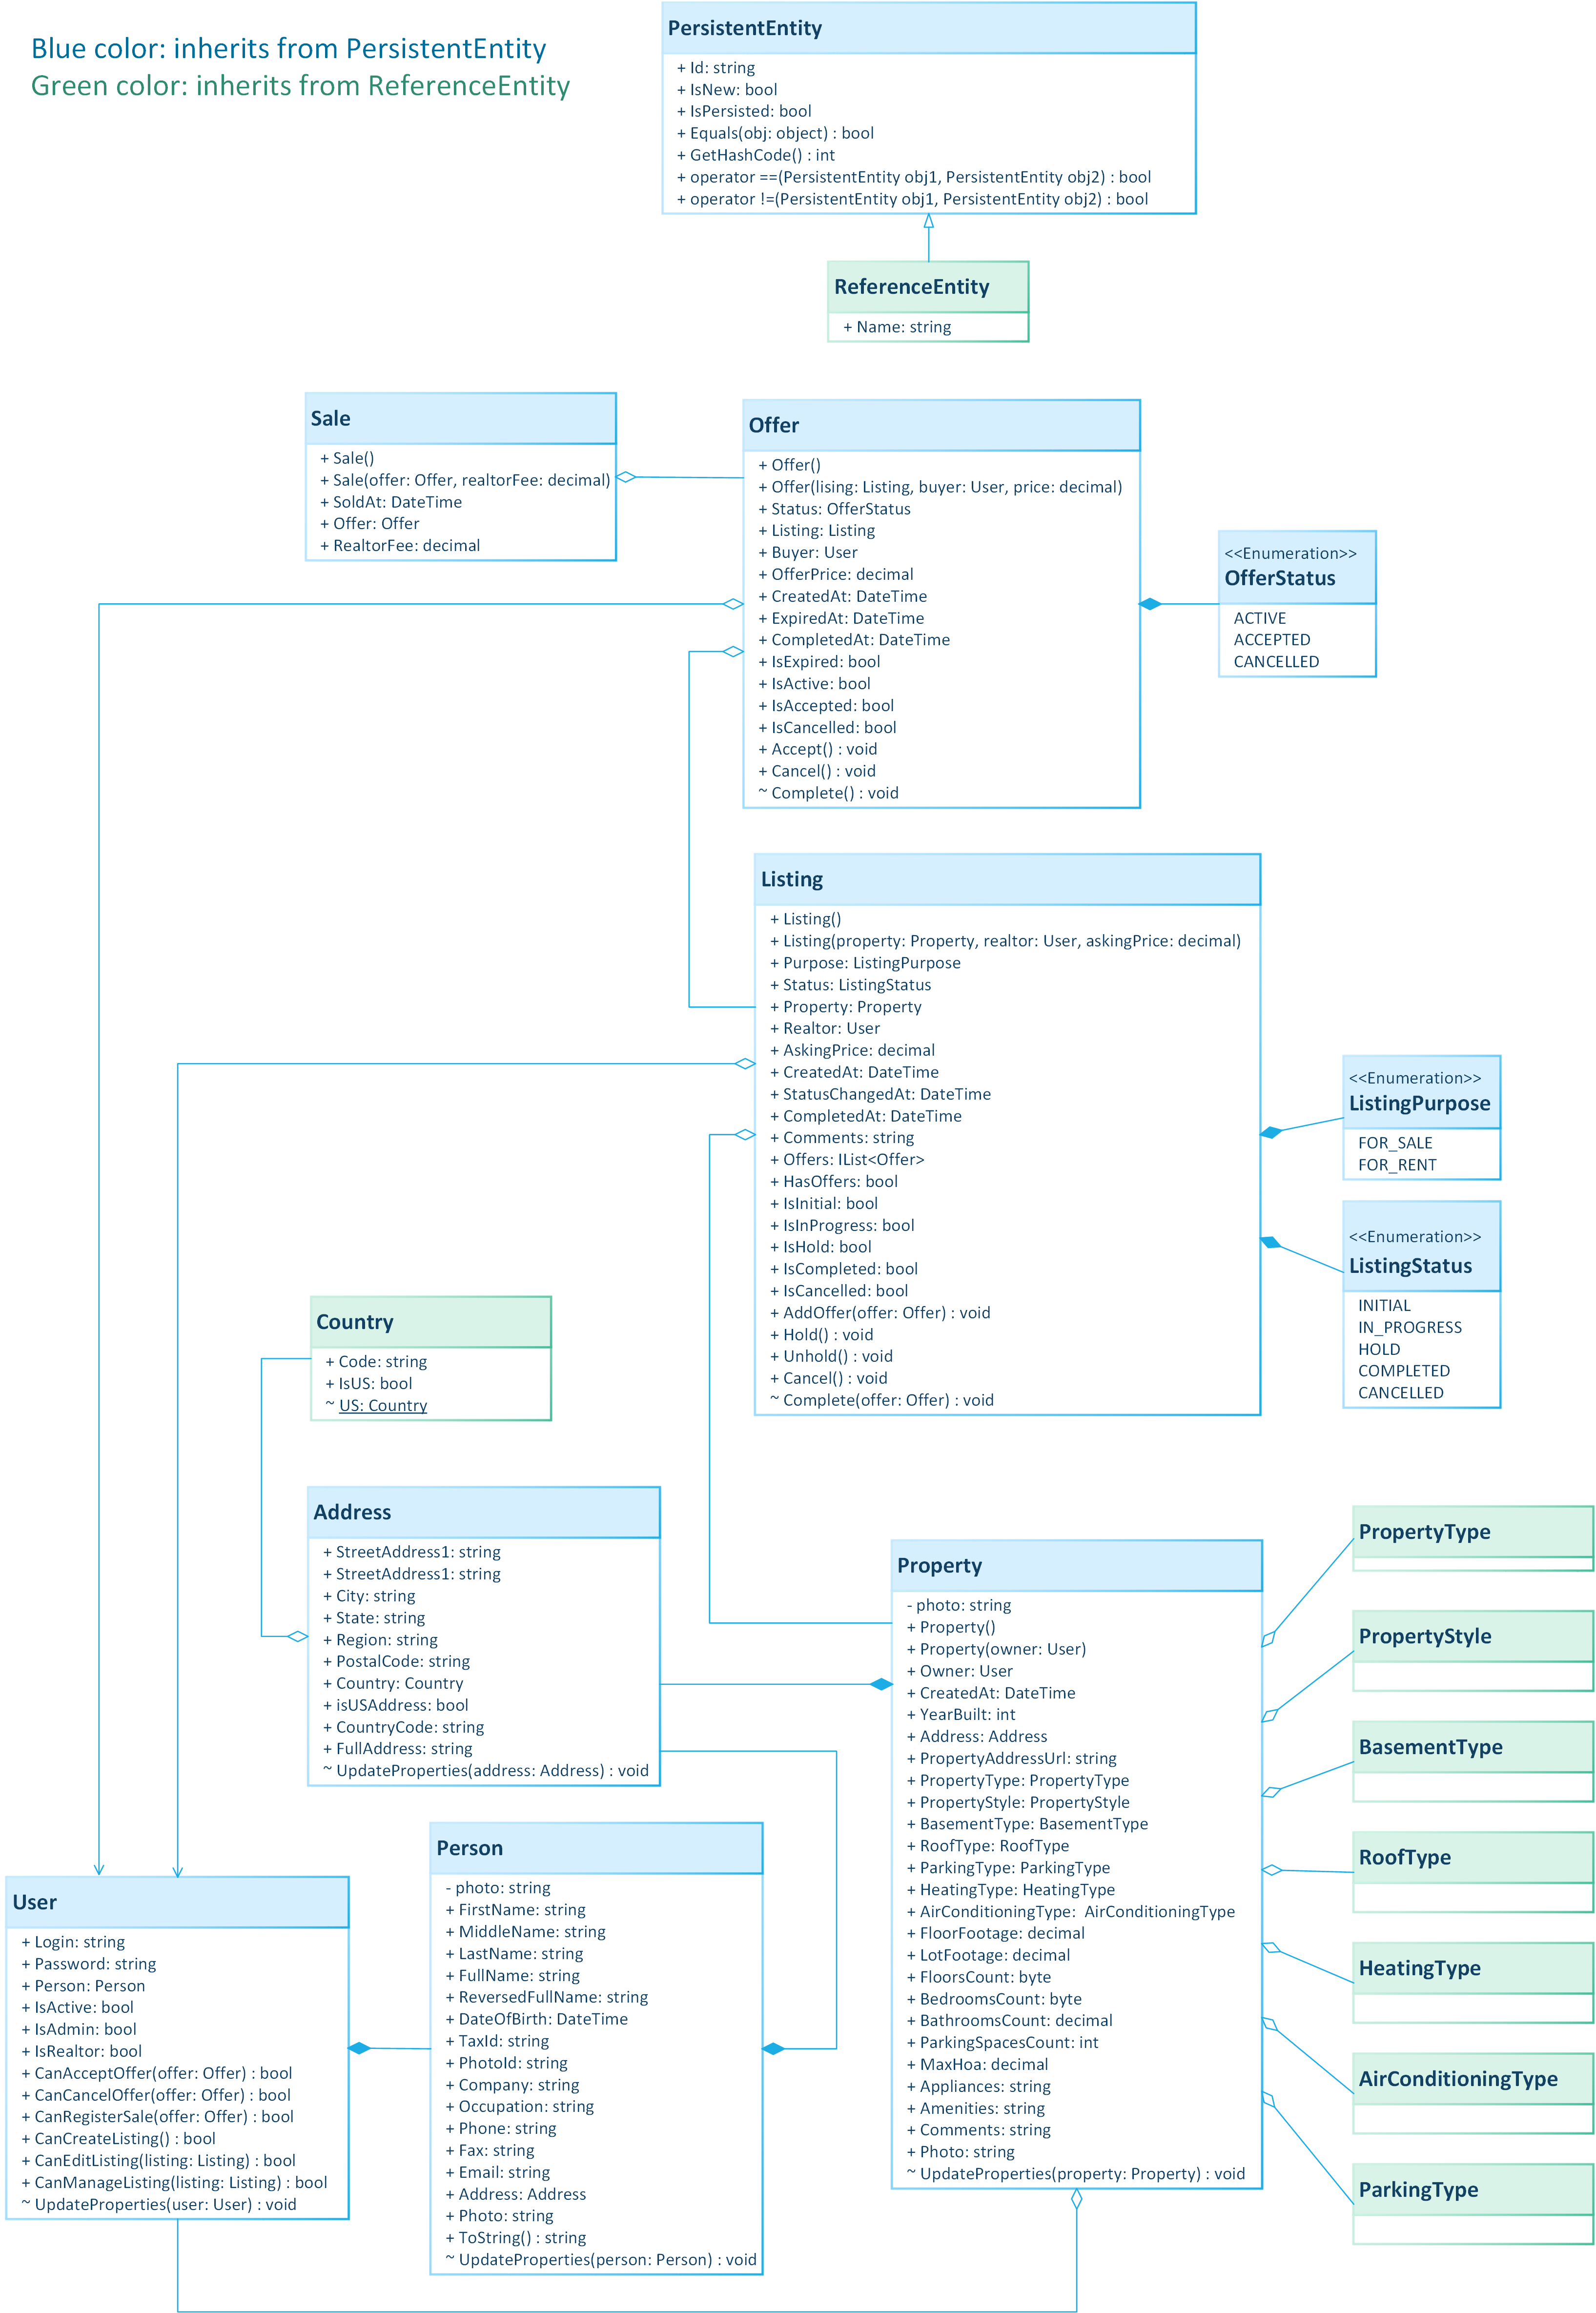 Blue color: inherits from PersistentEntity
Green color: inherits from ReferenceEntity
PersistentEntity
+ Id: string
+ IsNew: bool
+ IsPersisted: bool
+ Equals(obj: object) : bool
+ GetHashCode() : int
+ operator ==(PersistentEntity obj1, PersistentEntity obj2) : bool
+ operator !=(PersistentEntity obj1, PersistentEntity obj2) : bool
ReferenceEntity
+ Name: string
Sale
+ Sale()
+ Sale(offer: Offer, realtorFee: decimal)
+ SoldAt: DateTime
+ Offer: Offer
+ RealtorFee: decimal
Offer
+ Offer()
+ Offer(lising: Listing, buyer: User, price: decimal)
+ Status: OfferStatus
+ Listing: Listing
+ Buyer: User
+ OfferPrice: decimal
+ CreatedAt: DateTime
+ ExpiredAt: DateTime
+ CompletedAt: DateTime
+ IsExpired: bool
+ IsActive: bool
+ IsAccepted: bool
+ IsCancelled: bool
+ Accept() : void
+ Cancel() : void
~ Complete() : void
<<Enumeration>>
OfferStatus
ACTIVE
ACCEPTED
CANCELLED
Listing
+ Listing()
+ Listing(property: Property, realtor: User, askingPrice: decimal)
+ Purpose: ListingPurpose
+ Status: ListingStatus
+ Property: Property
+ Realtor: User
+ AskingPrice: decimal
+ CreatedAt: DateTime
+ StatusChangedAt: DateTime
+ CompletedAt: DateTime
+ Comments: string
+ Offers: IList<Offer>
+ HasOffers: bool
+ IsInitial: bool
+ IsInProgress: bool
+ IsHold: bool
+ IsCompleted: bool
+ IsCancelled: bool
+ AddOffer(offer: Offer) : void
+ Hold() : void
+ Unhold() : void
+ Cancel() : void
~ Complete(offer: Offer) : void
<<Enumeration>>
ListingPurpose
FOR_SALE
FOR_RENT
<<Enumeration>>
ListingStatus
INITIAL
IN_PROGRESS
HOLD
COMPLETED
CANCELLED
Country
+ Code: string
+ IsUS: bool
~ US: Country
Address
+ StreetAddress1: string
+ StreetAddress1: string
+ City: string
+ State: string
+ Region: string
+ PostalCode: string
+ Country: Country
+ isUSAddress: bool
+ CountryCode: string
+ FullAddress: string
~ UpdateProperties(address: Address) : void
Property
- photo: string
+ Property()
+ Property(owner: User)
+ Owner: User
+ CreatedAt: DateTime
+ YearBuilt: int
+ Address: Address
+ PropertyAddressUrl: string
+ PropertyType: PropertyType
+ PropertyStyle: PropertyStyle
+ BasementType: BasementType
+ RoofType: RoofType
+ ParkingType: ParkingType
+ HeatingType: HeatingType
+ AirConditioningType: AirConditioningType
+ FloorFootage: decimal
+ LotFootage: decimal
+ FloorsCount: byte
+ BedroomsCount: byte
+ BathroomsCount: decimal
+ ParkingSpacesCount: int
+ MaxHoa: decimal
+ Appliances: string
+ Amenities: string
+ Comments: string
+ Photo: string
~ UpdateProperties(property: Property) : void
PropertyType
PropertyStyle
BasementType
RoofType
HeatingType
AirConditioningType
ParkingType
Person
- photo: string
+ FirstName: string
+ MiddleName: string
+ LastName: string
+ FullName: string
+ ReversedFullName: string
+ DateOfBirth: DateTime
+ TaxId: string
+ PhotoId: string
+ Company: string
+ Occupation: string
+ Phone: string
+ Fax: string
+ Email: string
+ Address: Address
+ Photo: string
+ ToString() : string
~ UpdateProperties(person: Person) : void
User
+ Login: string
+ Password: string
+ Person: Person
+ IsActive: bool
+ IsAdmin: bool
+ IsRealtor: bool
+ CanAcceptOffer(offer: Offer) : bool
+ CanCancelOffer(offer: Offer) : bool
+ CanRegisterSale(offer: Offer) : bool
+ CanCreateListing() : bool
+ CanEditListing(listing: Listing) : bool
+ CanManageListing(listing: Listing) : bool
~ UpdateProperties(user: User) : void